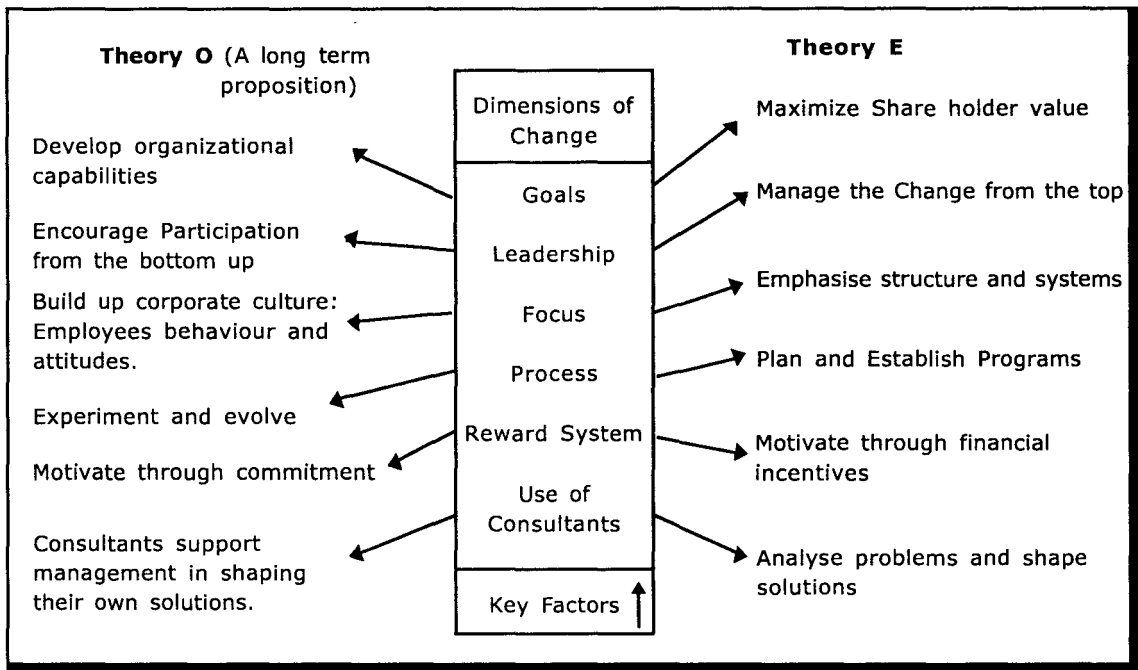 Theory O (A long term
proposition)
Develop organizational
capabilities
Encourage Participation
from the bottom up
Build up corporate culture:
Employees behaviour and
attitudes.
Experiment and evolve
Motivate through commitment
Consultants support
management in shaping
their own solutions.
Dimensions of
Change
Goals
Leadership
Focus
Process
Reward System
Use of
Consultants
Key Factors
Theory E
Maximize Share holder value
Manage the Change from the top
Emphasise structure and systems
Plan and Establish Programs
Motivate through financial
incentives
Analyse problems and shape
solutions